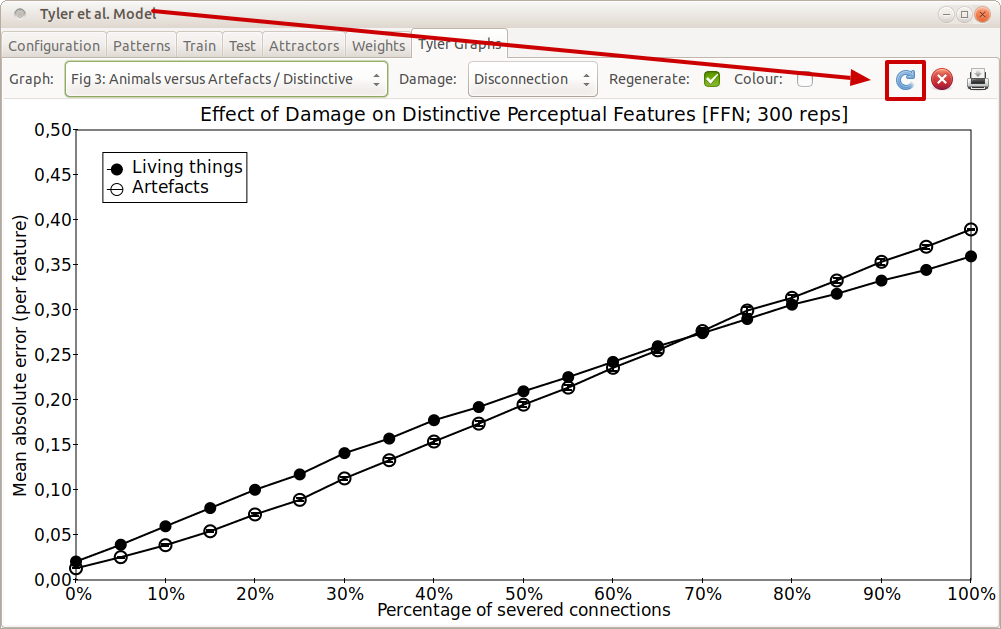 Tyler et al. Model
Configuration Patterns Train Test Attractors Weights Tyler Graphs
Graph: Fig 3: Animals versus Artefacts / Distinctive Damage: Disconnection Regenerate: Colour:
Effect of Damage on Distinctive Perceptual Features [FFN; 300 reps]
Living things
Artefacts
Mean absolute error (per feature)
0,50
0,45
0,40
0,35
0,30
0,25
0,20
0,15
0,10
0,05
0,00
0% 10% 20% 30% 40% 50% 60% 70% 80% 90% 100%
Percentage of severed connections